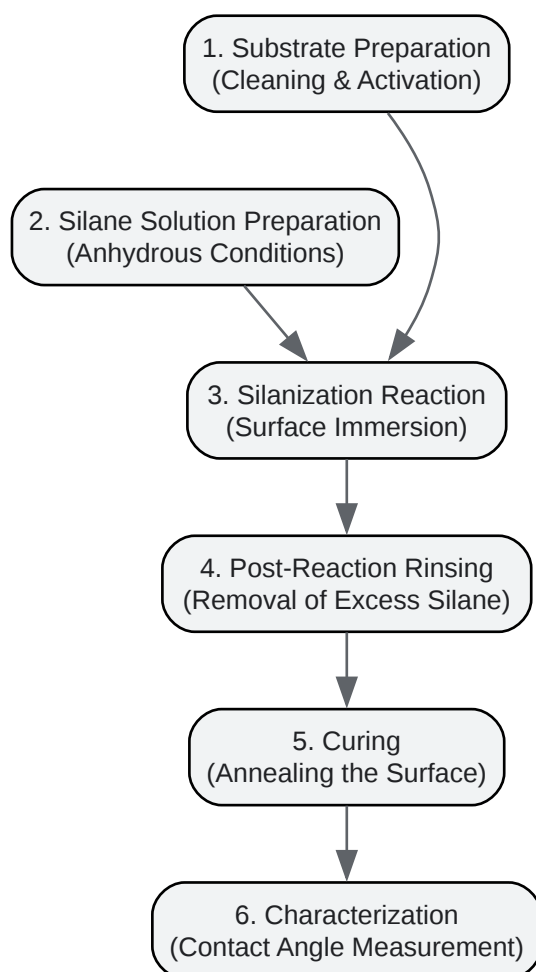 1. Substrate Preparation
(Cleaning & Activation)
2. Silane Solution Preparation
(Anhydrous Conditions)
3. Silanization Reaction
(Surface Immersion)
4. Post-Reaction Rinsing
(Removal of Excess Silane)
5. Curing
(Annealing the Surface)
6. Characterization
(Contact Angle Measurement)